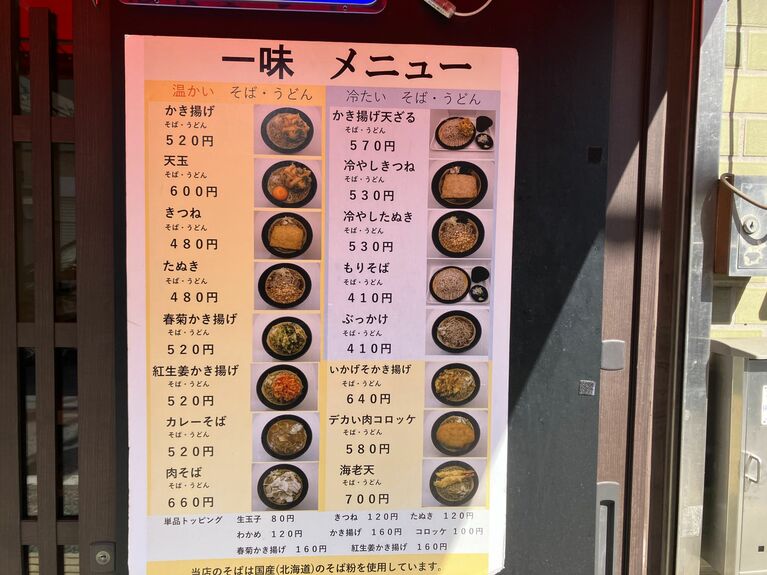 一味 メニュー
温かい そば・うどん
かき揚げ
そば・うどん
520円
天玉
そば・うどん
600円
きつね
そば・うどん
480円
たぬき
そば・うどん
480円
春菊かき揚げ
そば・うどん
520円
紅生姜かき揚げ
そば・うどん
520円
カレーそば
そば・うどん
520円
肉そば
そば・うどん
660円
冷たい そば・うどん
かき揚げ天ざる
そば・うどん
570円
冷やしきつね
そば・うどん
530円
冷やしたぬき
そば・うどん
530円
もりそば
そば・うどん
410円
ぶっかけ
そば・うどん
410円
いかげそかき揚げ
そば・うどん
640円
デカい肉コロッケ
そば・うどん
580円
海老天
そば・うどん
700円
単品トッピング 生玉子 80円 きつね 120円 たぬき 120円
わかめ 120円 かき揚げ 160円 コロッケ 100円
春菊かき揚げ 160円 紅生姜かき揚げ 160円
当店のそばは国産(北海道)のそば粉を使用しています。